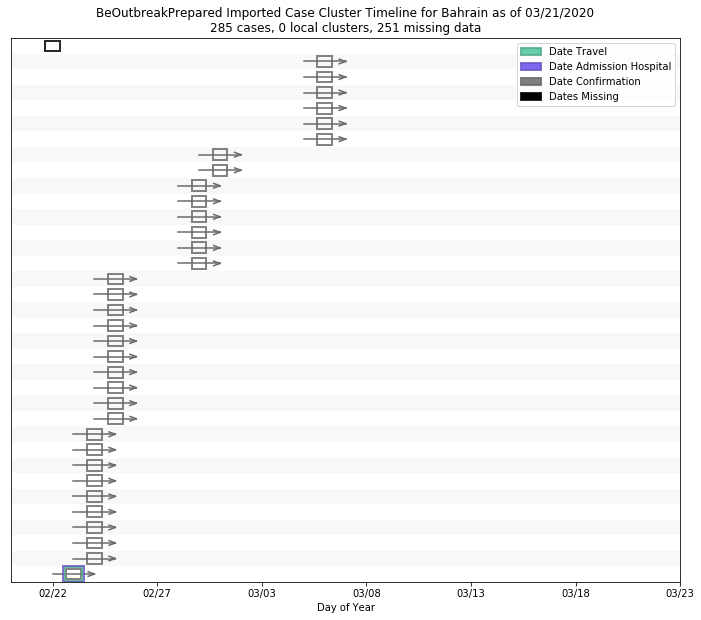 BeOutbreakPrepared Imported Case Cluster Timeline for Bahrain as of 03/21/2020
285 cases, 0 local clusters, 251 missing data
Date Travel
Date Admission Hospital
Date Confirmation
Dates Missing
02/22 02/27 03/03 03/08 03/13 03/18 03/23
Day of Year